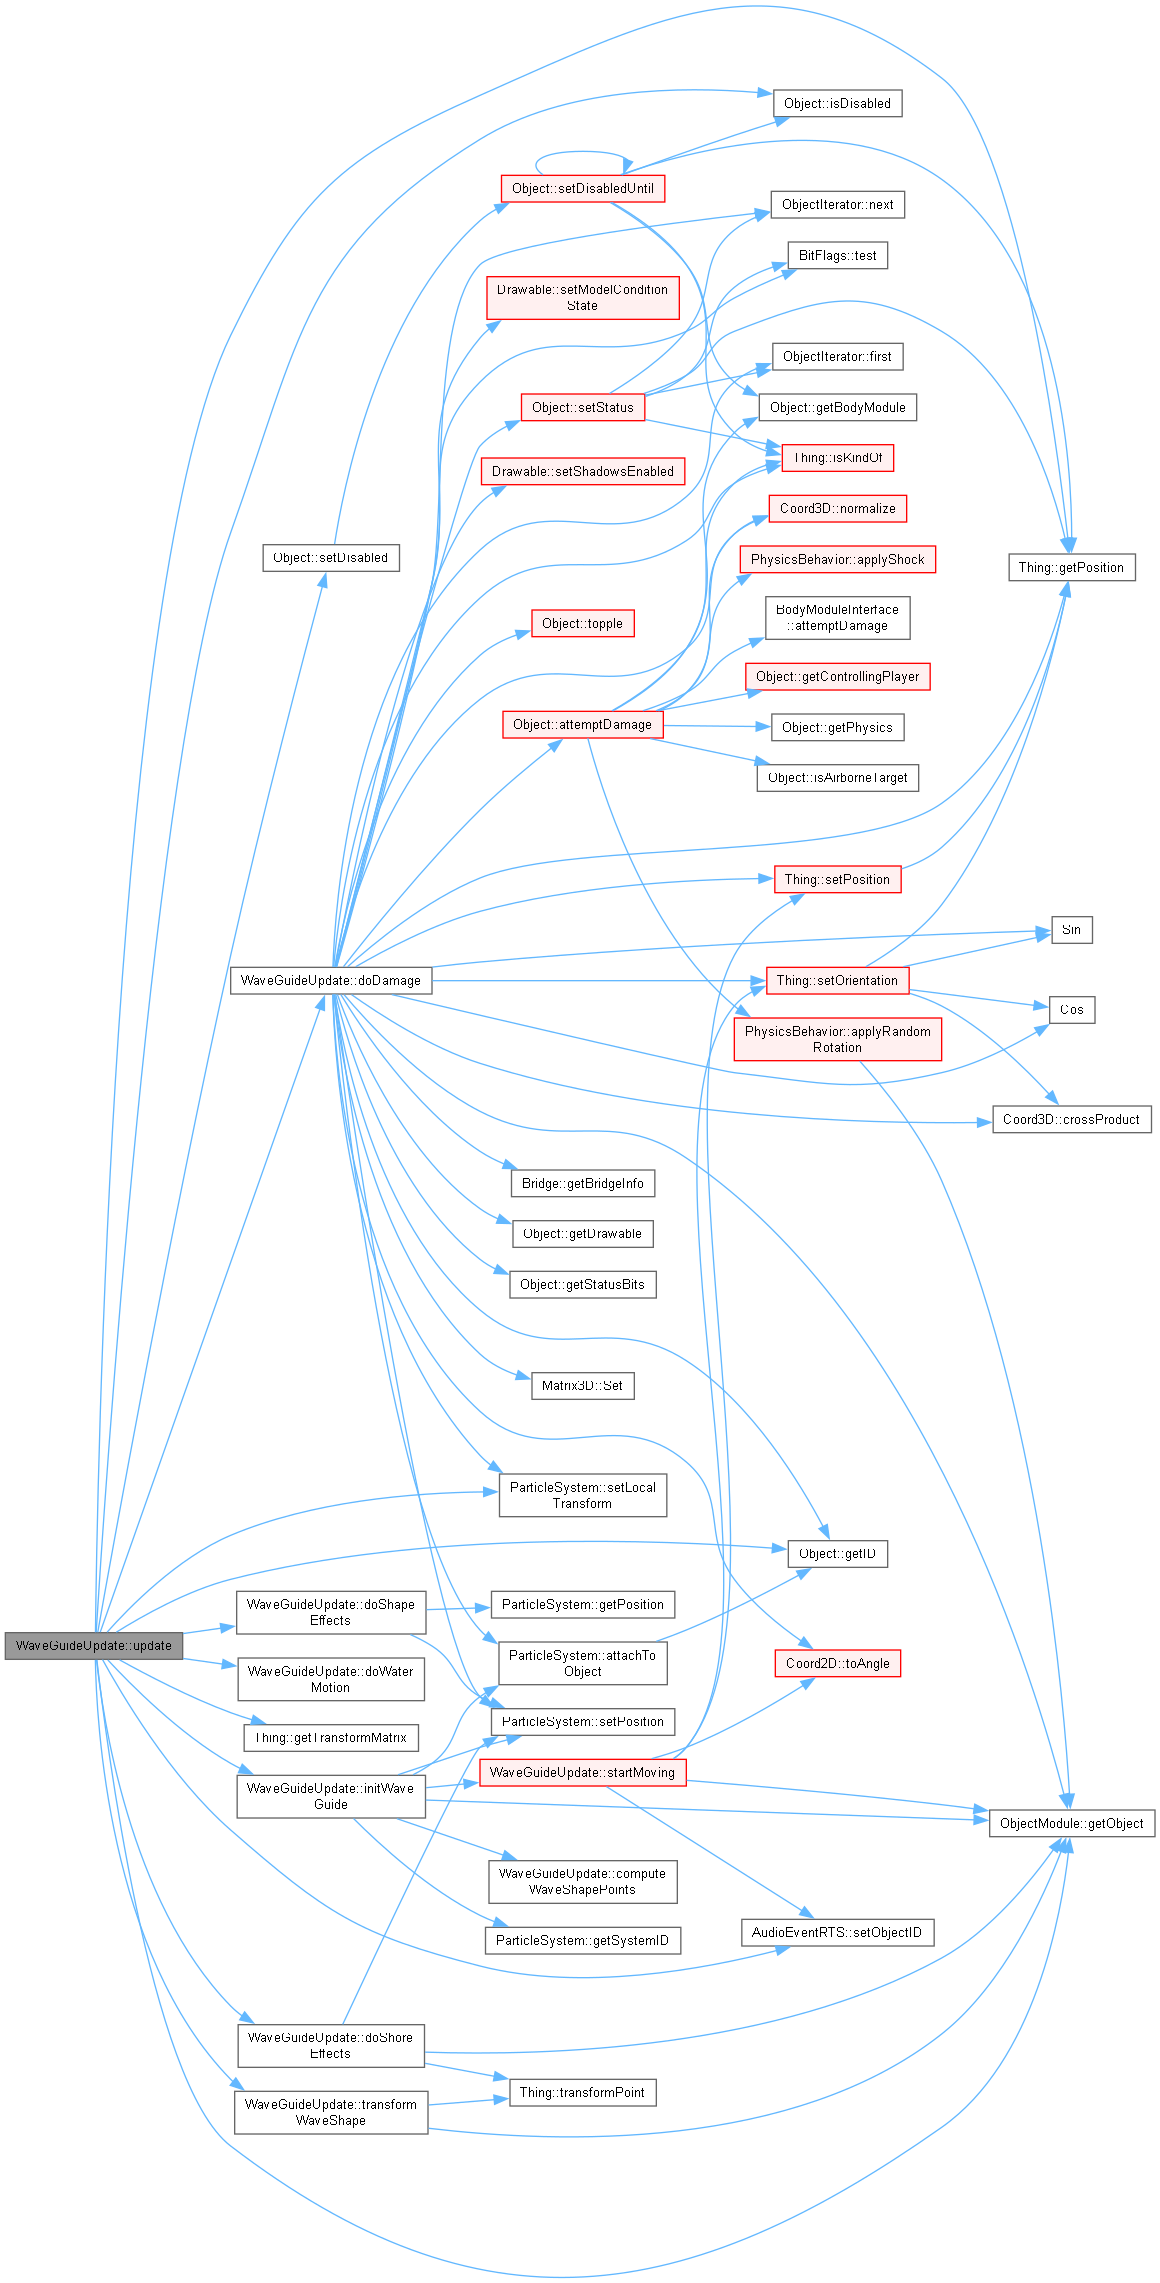 Object::isDisabled
Object::setDisabledUntil
ObjectIterator::next
BitFlags::test
Drawable::setModelCondition
State
ObjectIterator::first
Object::setStatus
Object::getBodyModule
Thing::isKindOf
Drawable::setShadowsEnabled
Coord3D::normalize
Object::setDisabled
PhysicsBehavior::applyShock
Thing::getPosition
BodyModuleInterface
::attemptDamage
Object::topple
Object::getControllingPlayer
Object::attemptDamage
Object::getPhysics
Object::isAirborneTarget
Thing::setPosition
Sin
WaveGuideUpdate::doDamage
Thing::setOrientation
Cos
PhysicsBehavior::applyRandom
Rotation
Coord3D::crossProduct
Bridge::getBridgeInfo
Object::getDrawable
Object::getStatusBits
Matrix3D::Set
ParticleSystem::setLocal
Transform
Object::getID
WaveGuideUpdate::doShape
Effects
ParticleSystem::getPosition
WaveGuideUpdate::update
ParticleSystem::attachTo
Object
Coord2D::toAngle
WaveGuideUpdate::doWater
Motion
ParticleSystem::setPosition
Thing::getTransformMatrix
WaveGuideUpdate::startMoving
WaveGuideUpdate::initWave
Guide
ObjectModule::getObject
WaveGuideUpdate::compute
WaveShapePoints
AudioEventRTS::setObjectID
ParticleSystem::getSystemID
WaveGuideUpdate::doShore
Effects
Thing::transformPoint
WaveGuideUpdate::transform
WaveShape